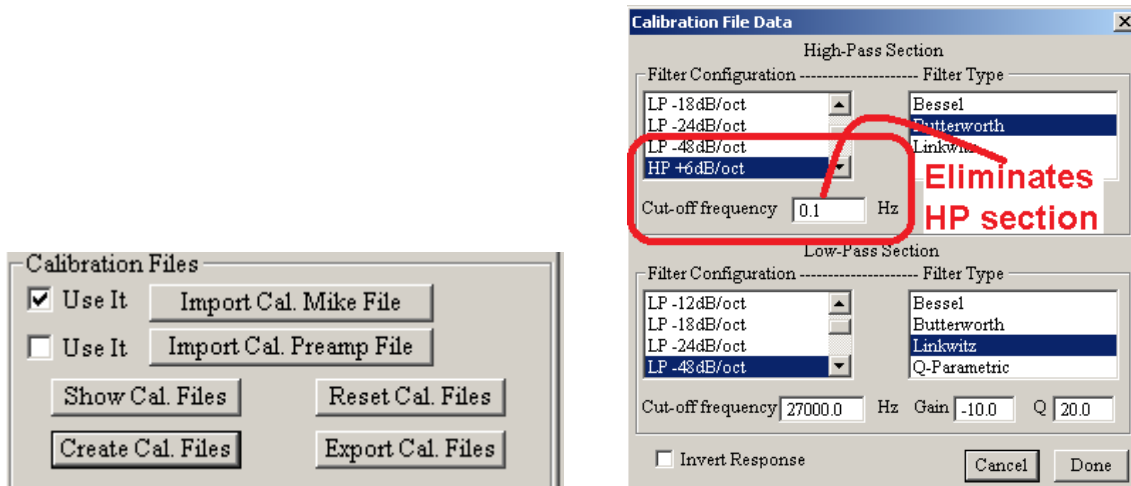 Calibration Files
Use It Import Cal. Mike File
Use It Import Cal. Preamp File
Show Cal. Files Reset Cal. Files
Create Cal. Files Export Cal. Files
Calibration File Data
High-Pass Section
Filter Configuration --------------------- Filter Type
LP -18dB/oct Bessel
LP -24dB/oct Butterworth
LP -48dB/oct Linkwitz
HP +6dB/oct
Cut-off frequency 0.1 Hz
Eliminates
HP section
Low-Pass Section
Filter Configuration --------------------- Filter Type
LP -12dB/oct Bessel
LP -18dB/oct Butterworth
LP -24dB/oct Linkwitz
LP -48dB/oct Q-Parametric
Cut-off frequency 27000.0 Hz Gain -10.0 Q 20.0
Invert Response Cancel Done